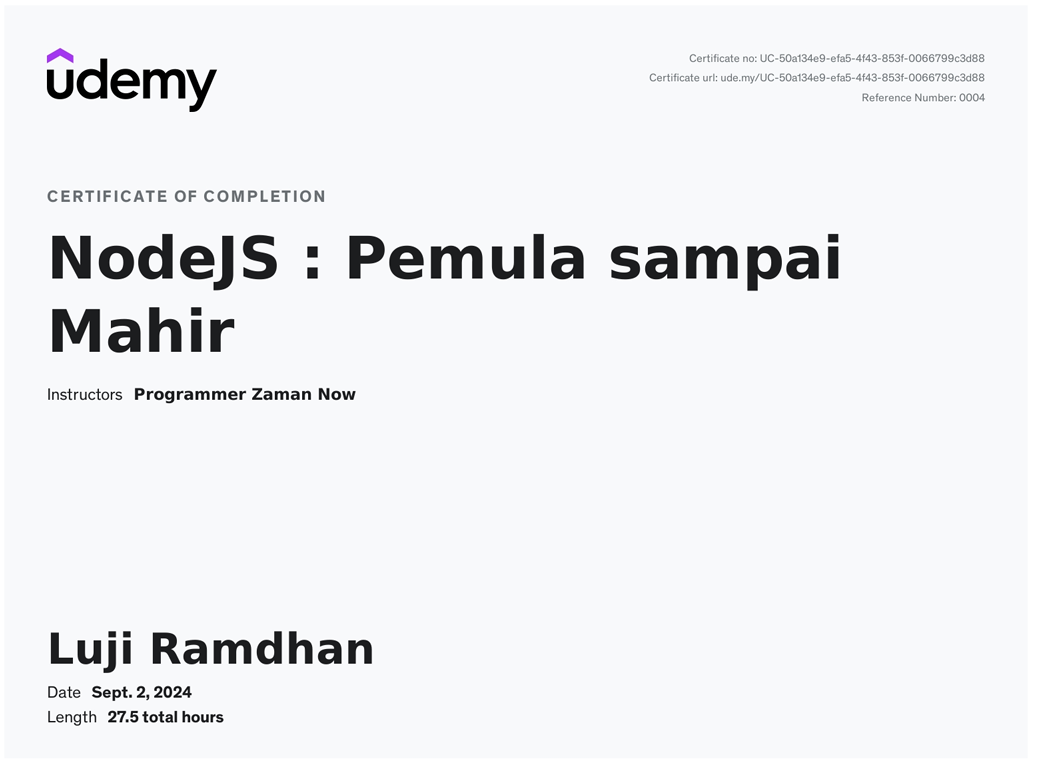 udemy
Certificate no: UC-50a134e9-efa5-4f43-853f-0066799c3d88
Certificate url: ude.my/UC-50a134e9-efa5-4f43-853f-0066799c3d88
Reference Number: 0004
CERTIFICATE OF COMPLETION
NodeJS : Pemula sampai
Mahir
Instructors Programmer Zaman Now
Luji Ramdhan
Date Sept. 2, 2024
Length 27.5 total hours